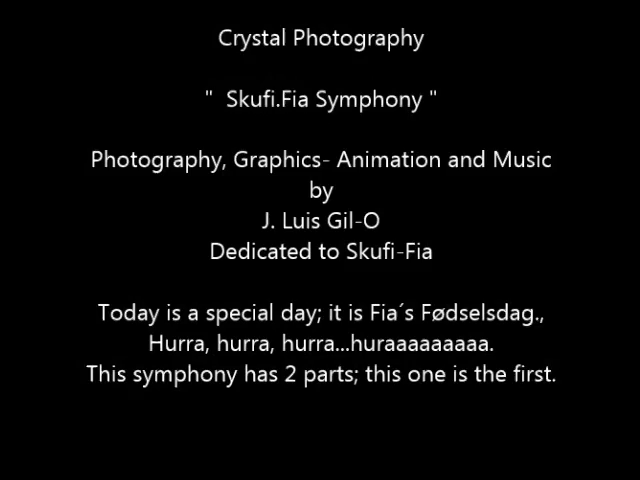 Crystal Photography
"  Skufi.Fia Symphony "
Photography, Graphics- Animation and Music
by
J. Luis Gil-O
Dedicated to Skufi-Fia
Today is a special day; it is Fia´s Fødselsdag.,
Hurra, hurra, hurra...huraaaaaaaaa.
This symphony has 2 parts; this one is the first.